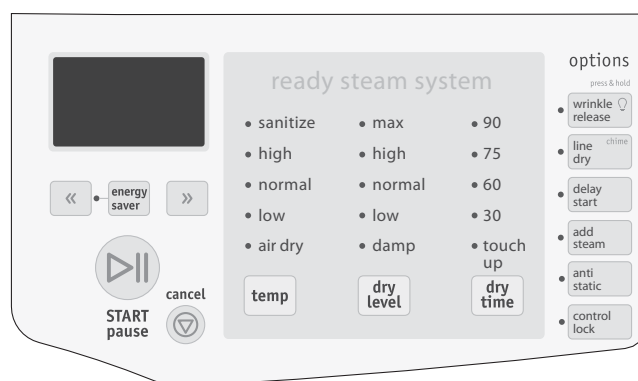 ready steam system
• sanitize
• high
• normal
• low
• air dry
temp
• max
• high
• normal
• low
• damp
dry
level
• 90
• 75
• 60
• 30
• touch
up
dry
time
«
energy
saver
»
START
pause
cancel
options
press & hold
wrinkle
release
chime
line
dry
delay
start
add
steam
anti
static
control
lock